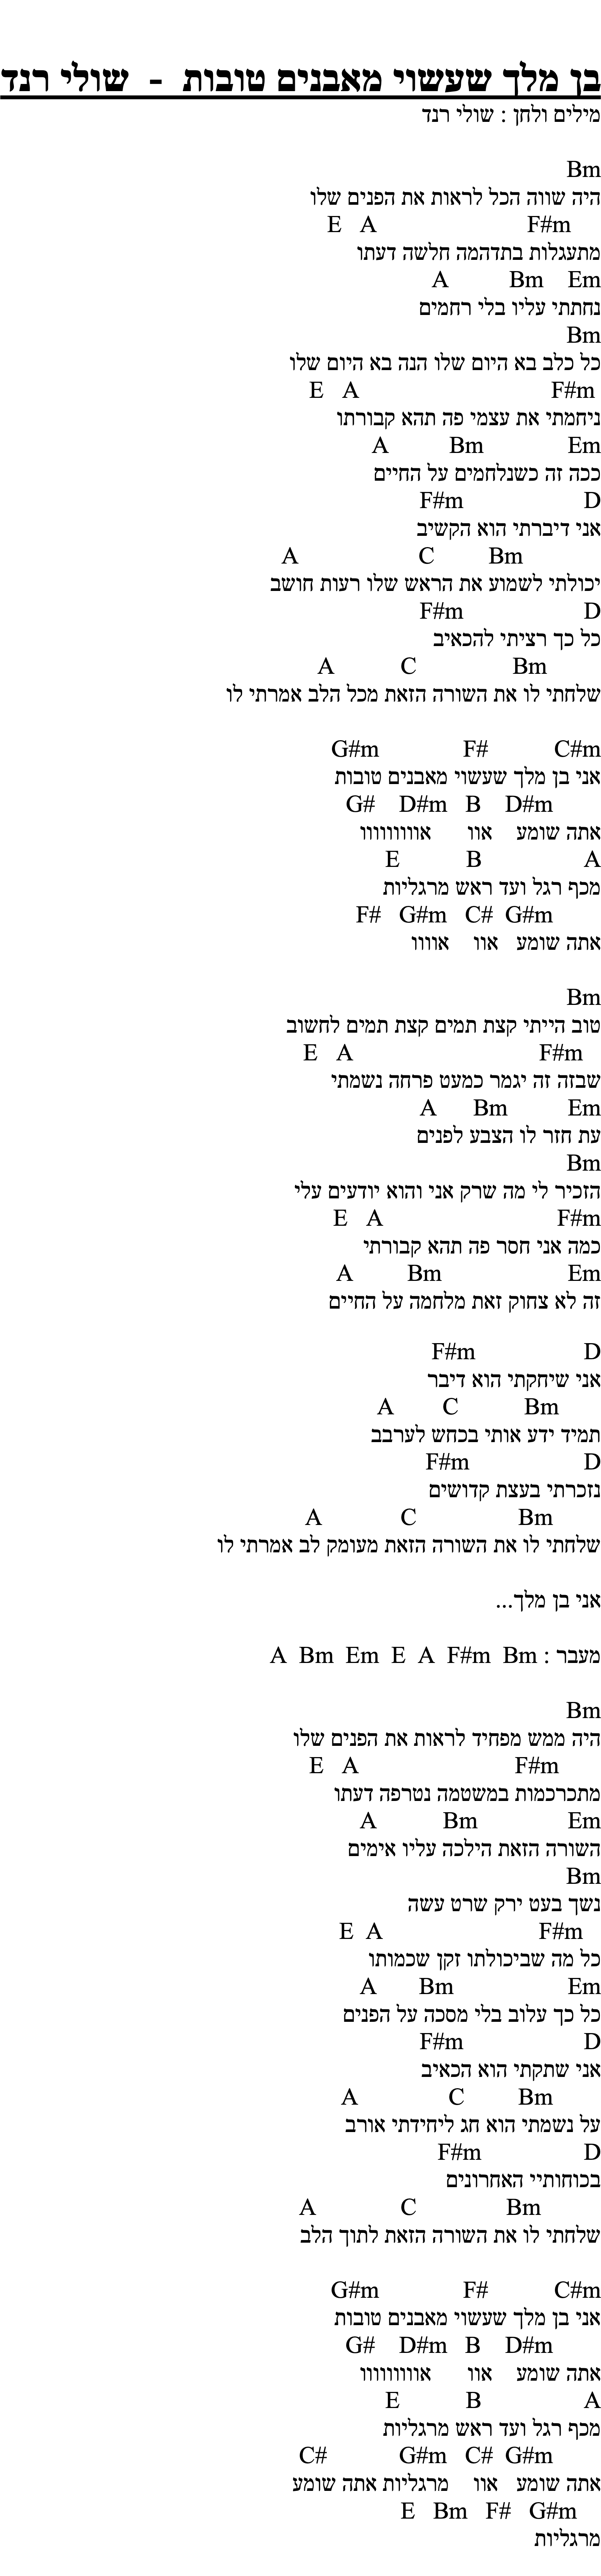 בן מלך שעשוי מאבנים טובות - שולי רנד
מילים ולחן : שולי רנד
Bm
היה שווה הכל לראות את הפנים שלו
E A F#m
מתעגלות בתדהמה חלשה דעתו
A Bm Em
נחתתי עליו בלי רחמים
Bm
כל כלב בא היום שלו הנה בא היום שלו
E A F#m
ניחמתי את עצמי פה תהא קבורתו
A Bm Em
ככה זה כשנלחמים על החיים
F#m D
אני דיברתי הוא הקשיב
A C Bm
יכולתי לשמוע את הראש שלו רעות חושב
F#m D
כל כך רציתי להכאיב
A C Bm
שלחתי לו את השורה הזאת מכל הלב אמרתי לו
G#m F# C#m
אני בן מלך שעשוי מאבנים טובות
G# D#m B D#m
אתה שומע אוו אוווווווווו
E B A
מכף רגל ועד ראש מרגליות
F# G#m C# G#m
אתה שומע אוו אוווו
Bm
טוב הייתי קצת תמים קצת תמים לחשוב
E A F#m
שבזה זה יגמר כמעט פרחה נשמתי
A Bm Em
עת חזר לו הצבע לפנים
Bm
הזכיר לי מה שרק אני והוא יודעים עלי
E A F#m
כמה אני חסר פה תהא קבורתי
A Bm Em
זה לא צחוק זאת מלחמה על החיים
F#m D
אני שיחקתי הוא דיבר
A C Bm
תמיד ידע אותי בכחש לערבב
F#m D
נזכרתי בעצת קדושים
A C Bm
שלחתי לו את השורה הזאת מעומק לב אמרתי לו
אני בן מלך...
מעבר : A Bm Em E A F#m Bm
Bm
היה ממש מפחיד לראות את הפנים שלו
E A F#m
מתכרכמות במשטמה נטרפה דעתו
A Bm Em
השורה הזאת הילכה עליו אימים
Bm
נשך בעט ירק שרט עשה
E A F#m
כל מה שביכולתו זקן שכמותו
A Bm Em
כל כך עלוב בלי מסכה על הפנים
F#m D
אני שתקתי הוא הכאיב
A C Bm
על נשמתי הוא חג ליחידתי אורב
F#m D
בכוחותיי האחרונים
A C Bm
שלחתי לו את השורה הזאת לתוך הלב
G#m F# C#m
אני בן מלך שעשוי מאבנים טובות
G# D#m B D#m
אתה שומע אוו אוווווווווו
E B A
מכף רגל ועד ראש מרגליות
C# G#m C# G#m
אתה שומע אוו מרגליות אתה שומע
E Bm F# G#m
מרגליות